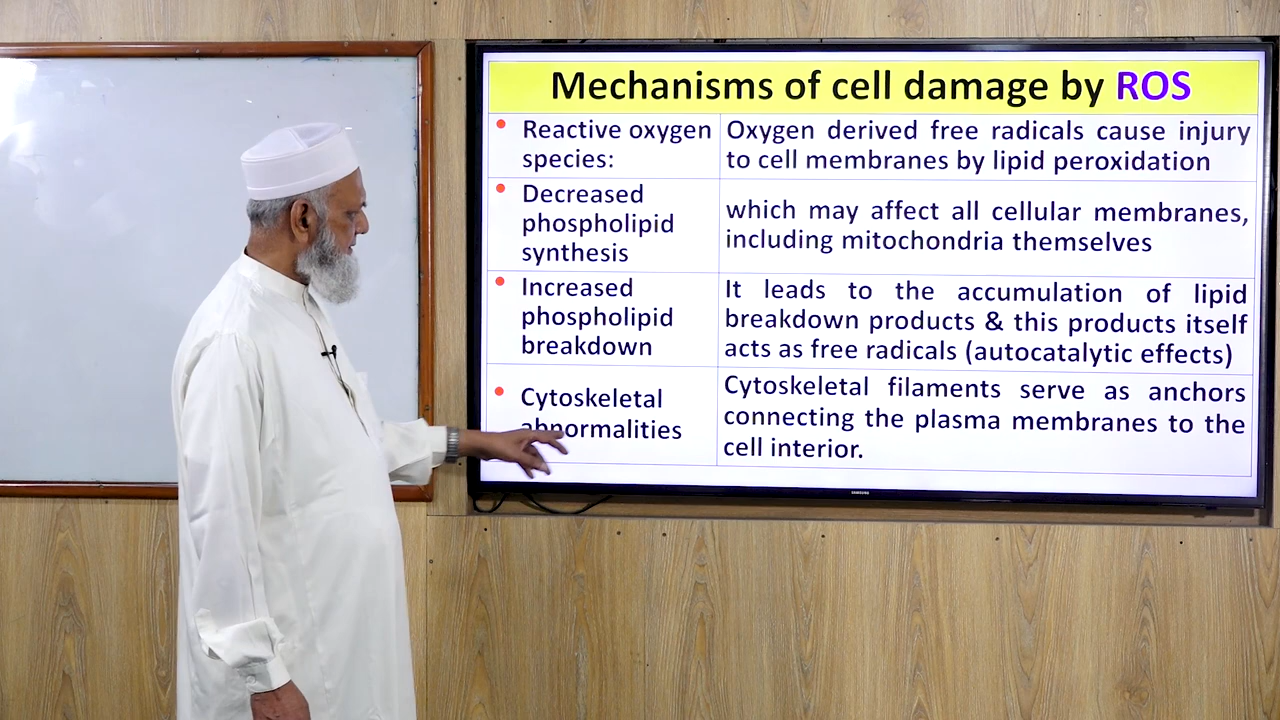 Mechanisms of cell damage by ROS
• Reactive oxygen
species:
Oxygen derived free radicals cause injury
to cell membranes by lipid peroxidation
• Decreased
phospholipid
synthesis
which may affect all cellular membranes,
including mitochondria themselves
• Increased
phospholipid
breakdown
It leads to the accumulation of lipid
breakdown products & this products itself
acts as free radicals (autocatalytic effects)
• Cytoskeletal
abnormalities
Cytoskeletal filaments serve as anchors
connecting the plasma membranes to the
cell interior.
SAMSUNG